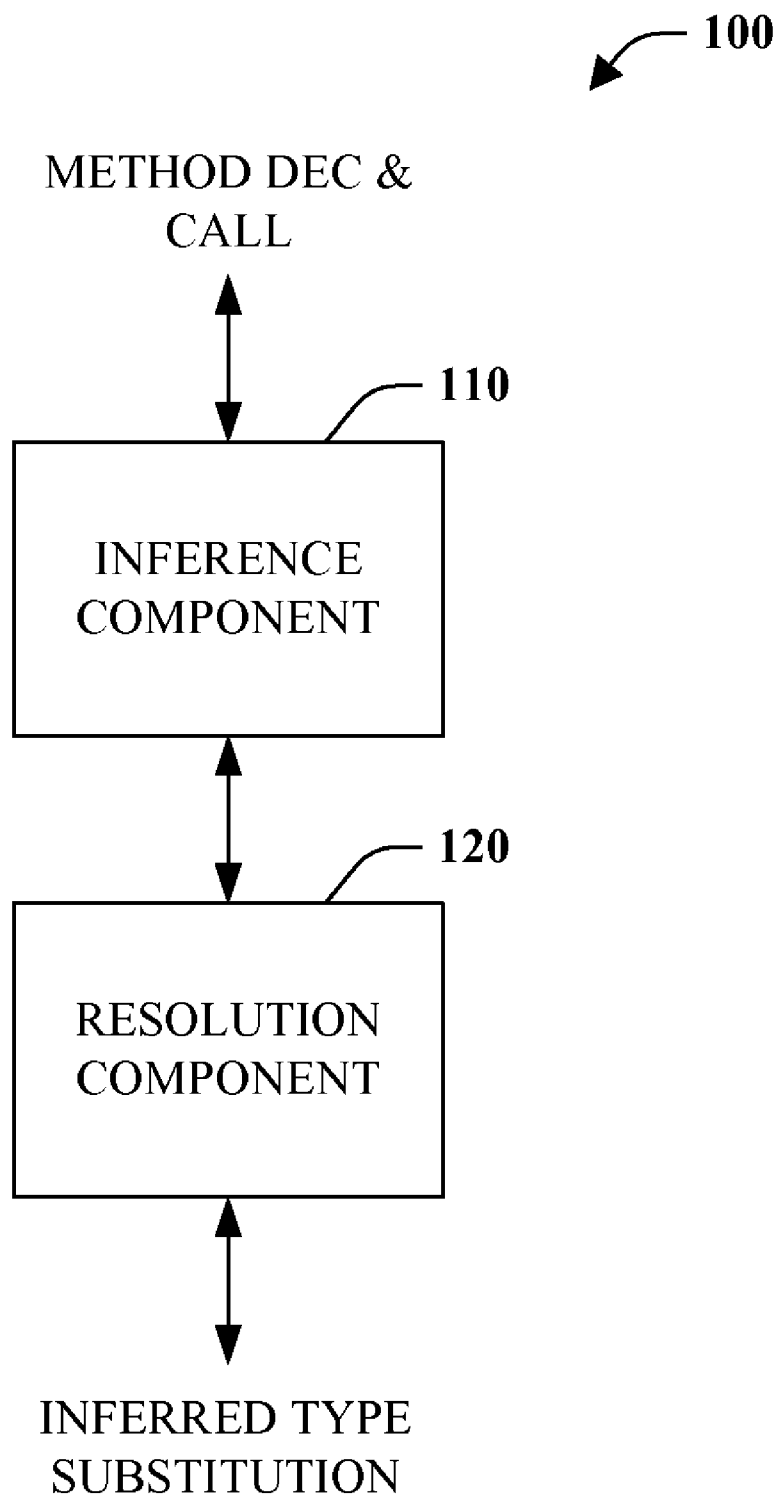 100
METHOD DEC &
CALL
110
INFERENCE
COMPONENT
120
RESOLUTION
COMPONENT
INFERRED TYPE
SUBSTITUTION